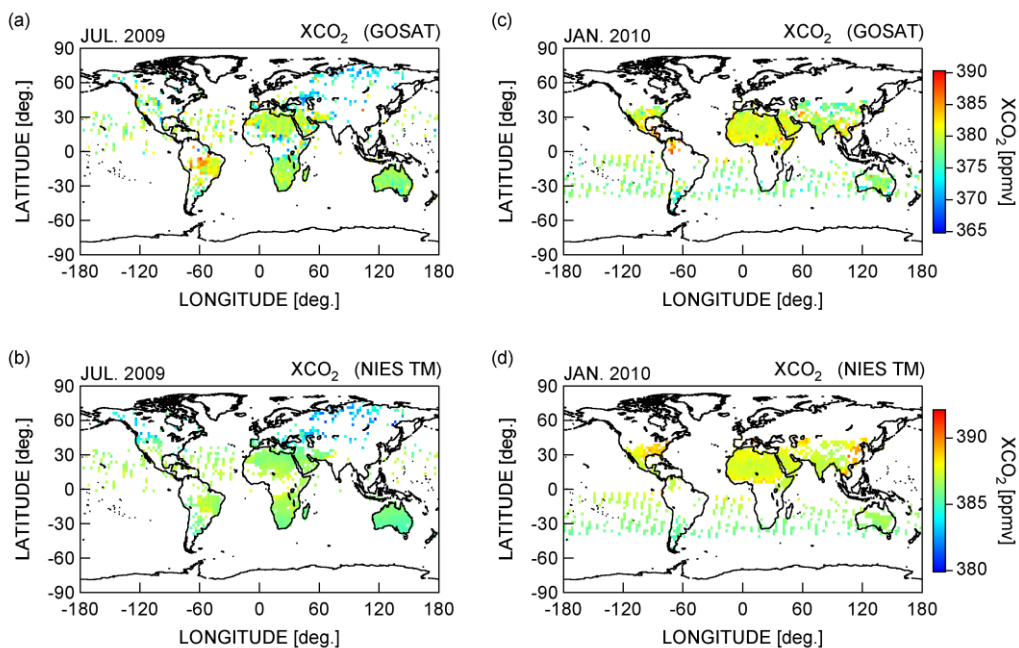 (a)
JUL. 2009 XCO₂ (GOSAT)
90
60
30
0
-30
-60
-90
LATITUDE [deg.]
-180 -120 -60 0 60 120 180
LONGITUDE [deg.]
(c)
JAN. 2010 XCO₂ (GOSAT)
90
60
30
0
-30
-60
-90
LATITUDE [deg.]
-180 -120 -60 0 60 120 180
LONGITUDE [deg.]
390
385
380
375
370
365
XCO₂ [ppmv]
(b)
JUL. 2009 XCO₂ (NIES TM)
90
60
30
0
-30
-60
-90
LATITUDE [deg.]
-180 -120 -60 0 60 120 180
LONGITUDE [deg.]
(d)
JAN. 2010 XCO₂ (NIES TM)
90
60
30
0
-30
-60
-90
LATITUDE [deg.]
-180 -120 -60 0 60 120 180
LONGITUDE [deg.]
390
385
380
XCO₂ [ppmv]